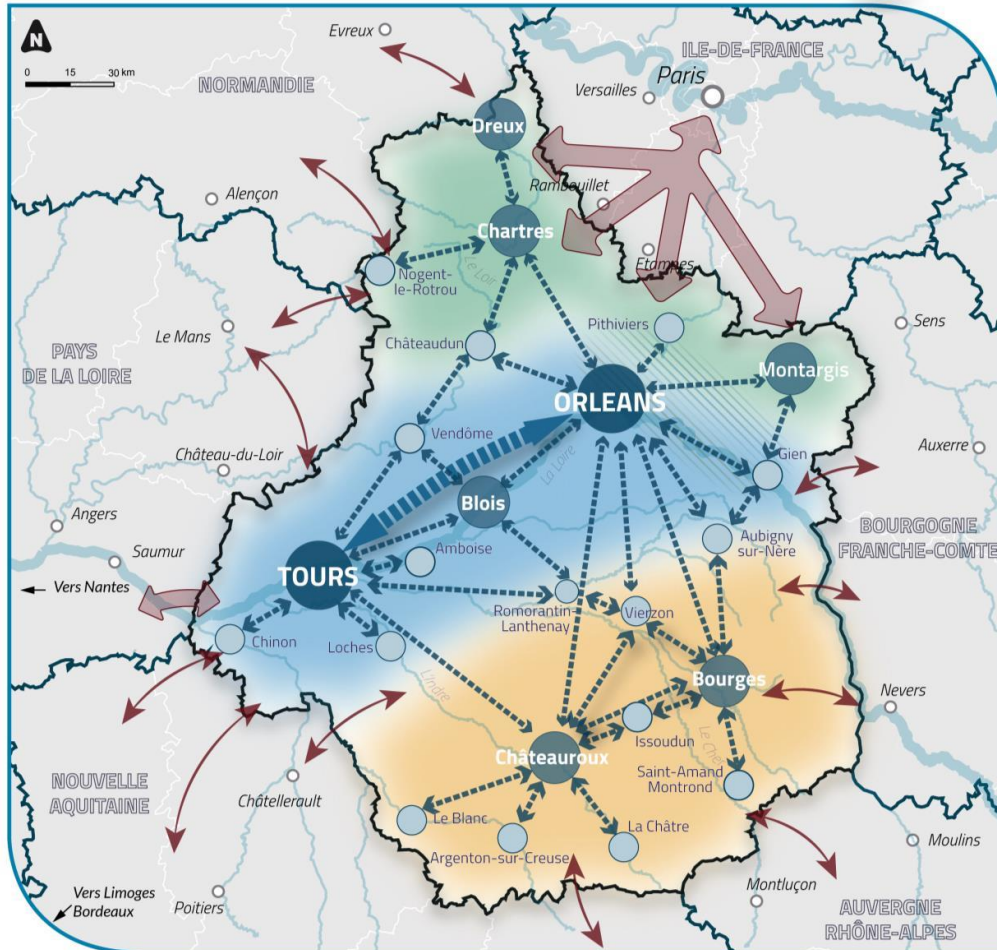 N
0 15 30 km
Evreux
ILE-DE-FRANCE
Paris
Versailles
NORMANDIE
Dreux
Rambouillet
Alençon
Chartres
Etampes
Le Loir
Nogent-
le-Rotrou
Pithiviers
Sens
Le Mans
Châteaudun
PAYS
DE LA LOIRE
Montargis
ORLEANS
Vendôme
Auxerre
Château-du-Loir
La Loire
Gien
Blois
Angers
BOURGOGNE
FRANCHE-COMTE
Saumur
Amboise
Aubigny
sur-Nère
TOURS
Vers Nantes
Romorantin-
Lanthenay
Vierzon
Chinon
Loches
L'Indre
Bourges
Nevers
Issoudun
Le Cher
Châteauroux
Saint-Amand
Montrond
NOUVELLE
AQUITAINE
Châtellerault
Le Blanc
La Châtre
Argenton-sur-Creuse
Moulins
Montluçon
Vers Limoges
Bordeaux
Poitiers
AUVERGNE
RHÔNE-ALPES